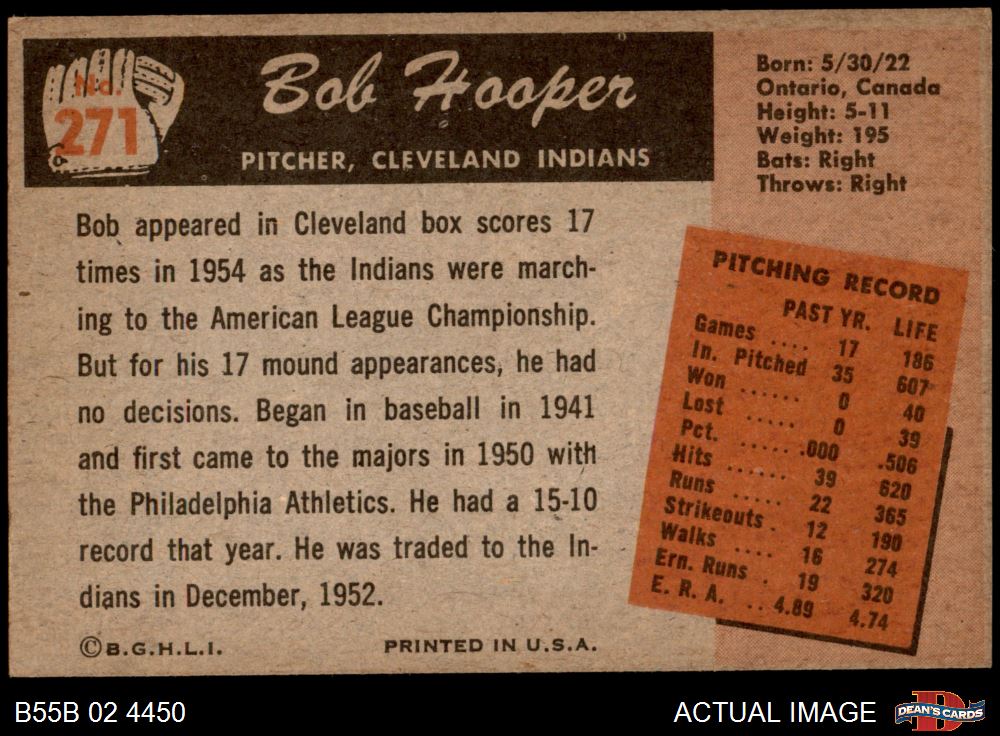 No.
271
Bob Hooper
PITCHER, CLEVELAND INDIANS
Born: 5/30/22
Ontario, Canada
Height: 5-11
Weight: 195
Bats: Right
Throws: Right
Bob appeared in Cleveland box scores 17
times in 1954 as the Indians were march-
ing to the American League Championship.
But for his 17 mound appearances, he had
no decisions. Began in baseball in 1941
and first came to the majors in 1950 with
the Philadelphia Athletics. He had a 15-10
record that year. He was traded to the In-
dians in December, 1952.
PITCHING RECORD
PAST YR. LIFE
Games .... 17 186
In. Pitched 35 607
Won ...... 0 40
Lost ..... 0 39
Pct. ...... .000 .506
Hits ...... 39 620
Runs ..... 22 365
Strikeouts . 12 190
Walks .... 16 274
Ern. Runs . 19 320
E. R. A. .. 4.89 4.74
©B.G.H.L.I. PRINTED IN U.S.A.
B55B 02 4450 ACTUAL IMAGE DEAN'S CARDS